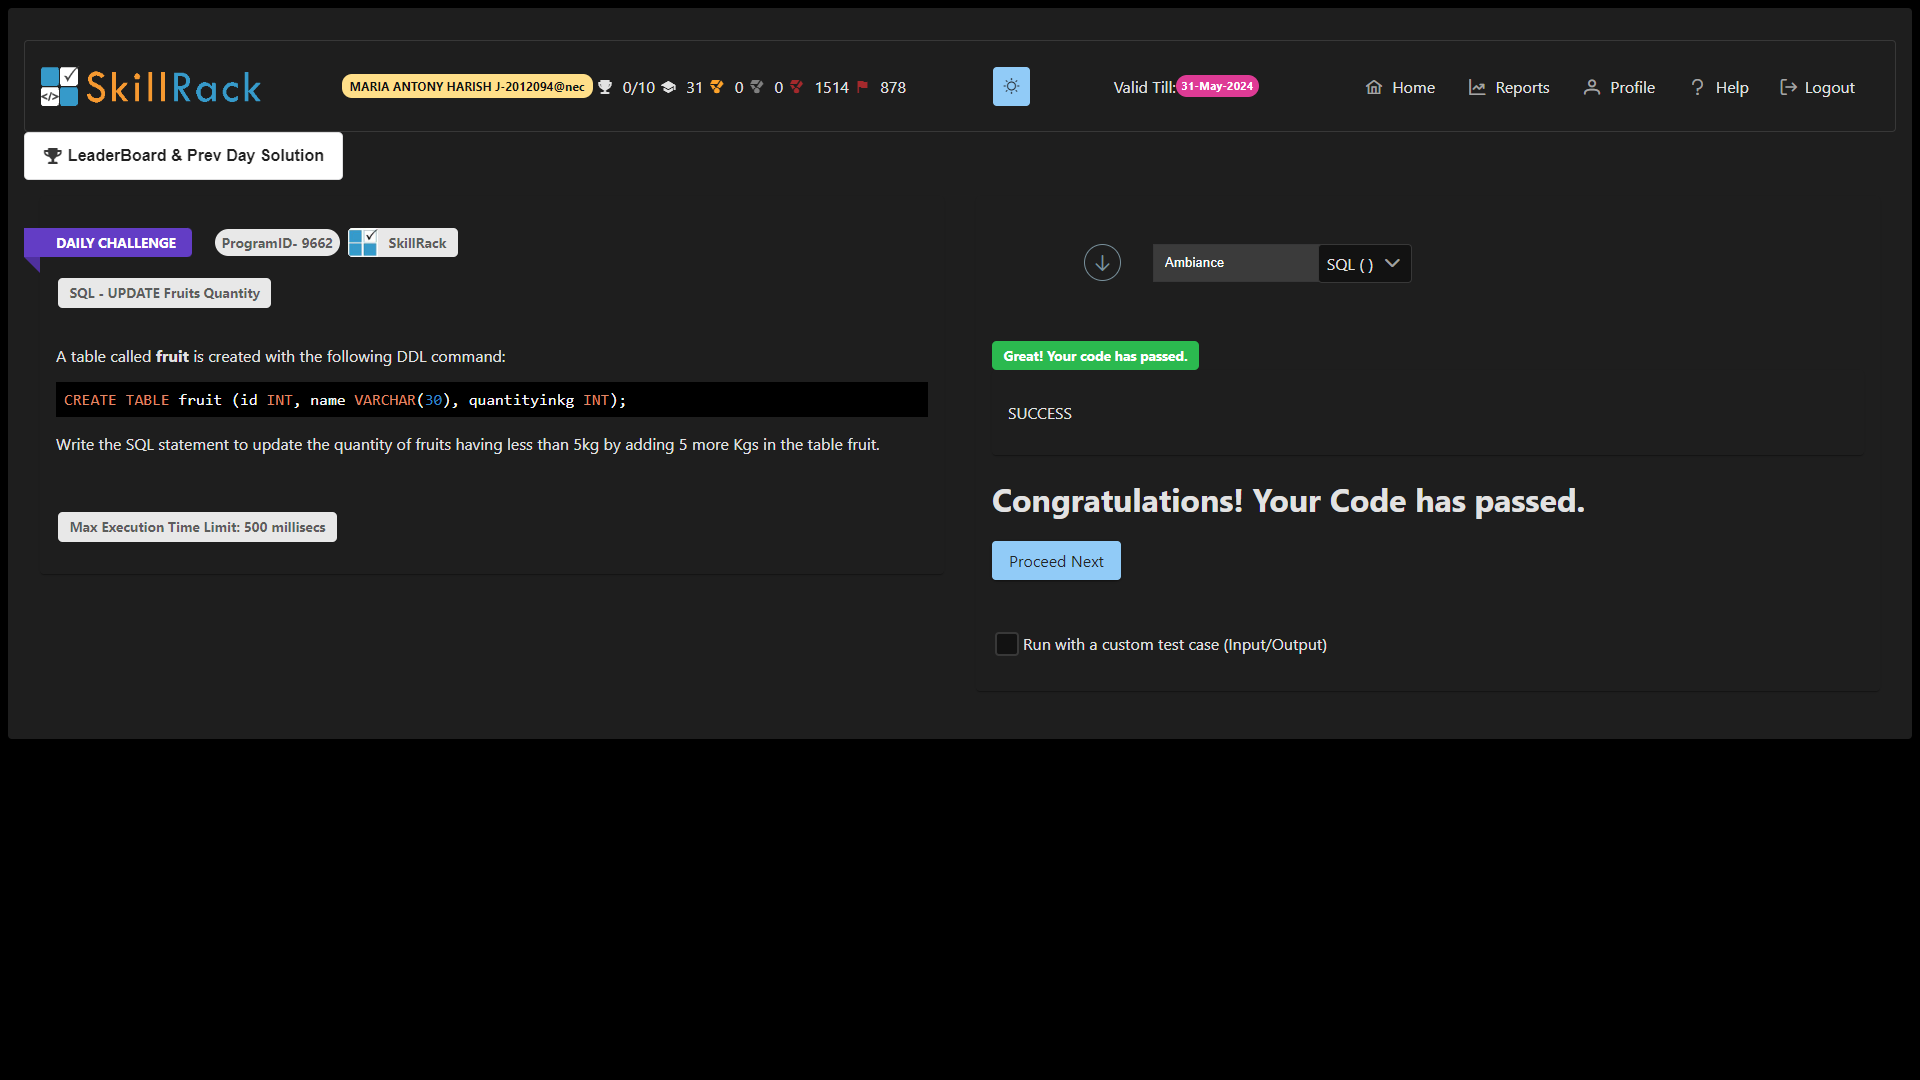 SkillRack
MARIA ANTONY HARISH J-2012094@nec 0/10 31 0 0 1514 878
Valid Till:31-May-2024
Home Reports Profile Help Logout
LeaderBoard & Prev Day Solution
DAILY CHALLENGE ProgramID- 9662 SkillRack
SQL - UPDATE Fruits Quantity
A table called fruit is created with the following DDL command:
CREATE TABLE fruit (id INT, name VARCHAR(30), quantityinkg INT);
Write the SQL statement to update the quantity of fruits having less than 5kg by adding 5 more Kgs in the table fruit.
Max Execution Time Limit: 500 millisecs
Ambiance SQL ( )
Great! Your code has passed.
SUCCESS
Congratulations! Your Code has passed.
Proceed Next
Run with a custom test case (Input/Output)